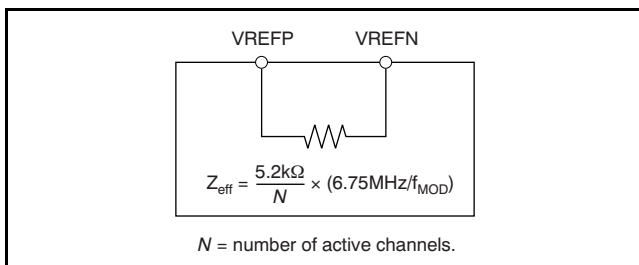 VREFP VREFN
Z_eff = 5.2kΩ/N × (6.75MHz/f_MOD)
N = number of active channels.